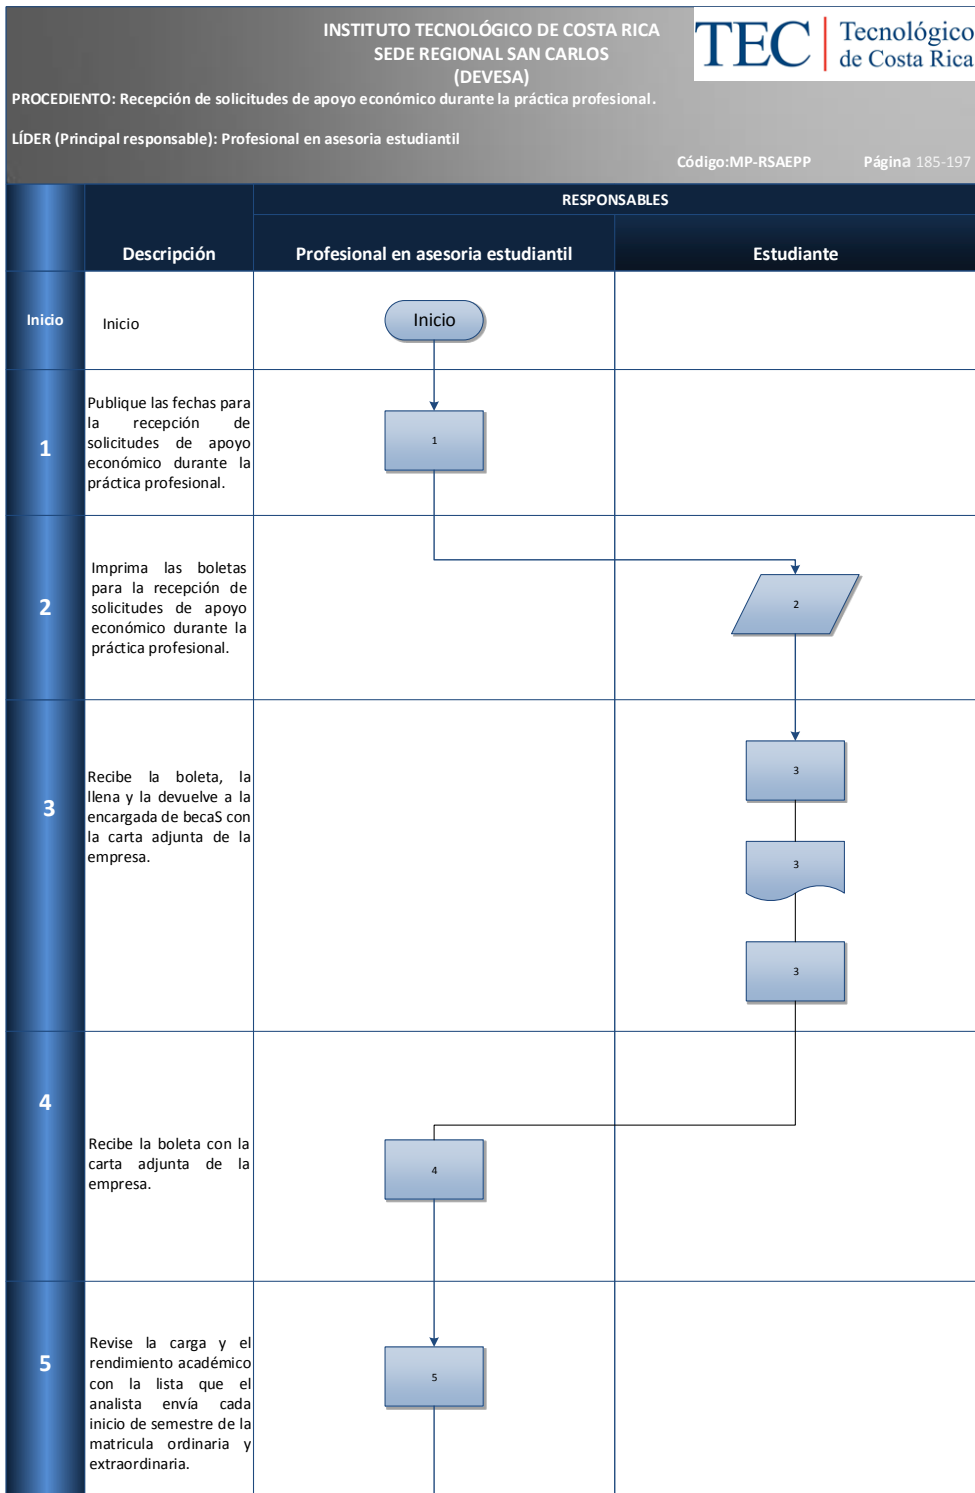 INSTITUTO TECNOLÓGICO DE COSTA RICA
SEDE REGIONAL SAN CARLOS
(DEVESA)
TEC
Tecnológico
de Costa Rica
PROCEDIENTO: Recepción de solicitudes de apoyo económico durante la práctica profesional.
LÍDER (Principal responsable): Profesional en asesoria estudiantil
Código:MP-RSAEPP Página 185-197
RESPONSABLES
Descripción
Profesional en asesoria estudiantil
Estudiante
Inicio
Inicio
Inicio
1
Publique las fechas para
la recepción de
solicitudes de apoyo
económico durante la
práctica profesional.
1
2
Imprima las boletas
para la recepción de
solicitudes de apoyo
económico durante la
práctica profesional.
2
3
Recibe la boleta, la
llena y la devuelve a la
encargada de becaS con
la carta adjunta de la
empresa.
3
3
3
4
Recibe la boleta con la
carta adjunta de la
empresa.
4
5
Revise la carga y el
rendimiento académico
con la lista que el
analista envía cada
inicio de semestre de la
matricula ordinaria y
extraordinaria.
5